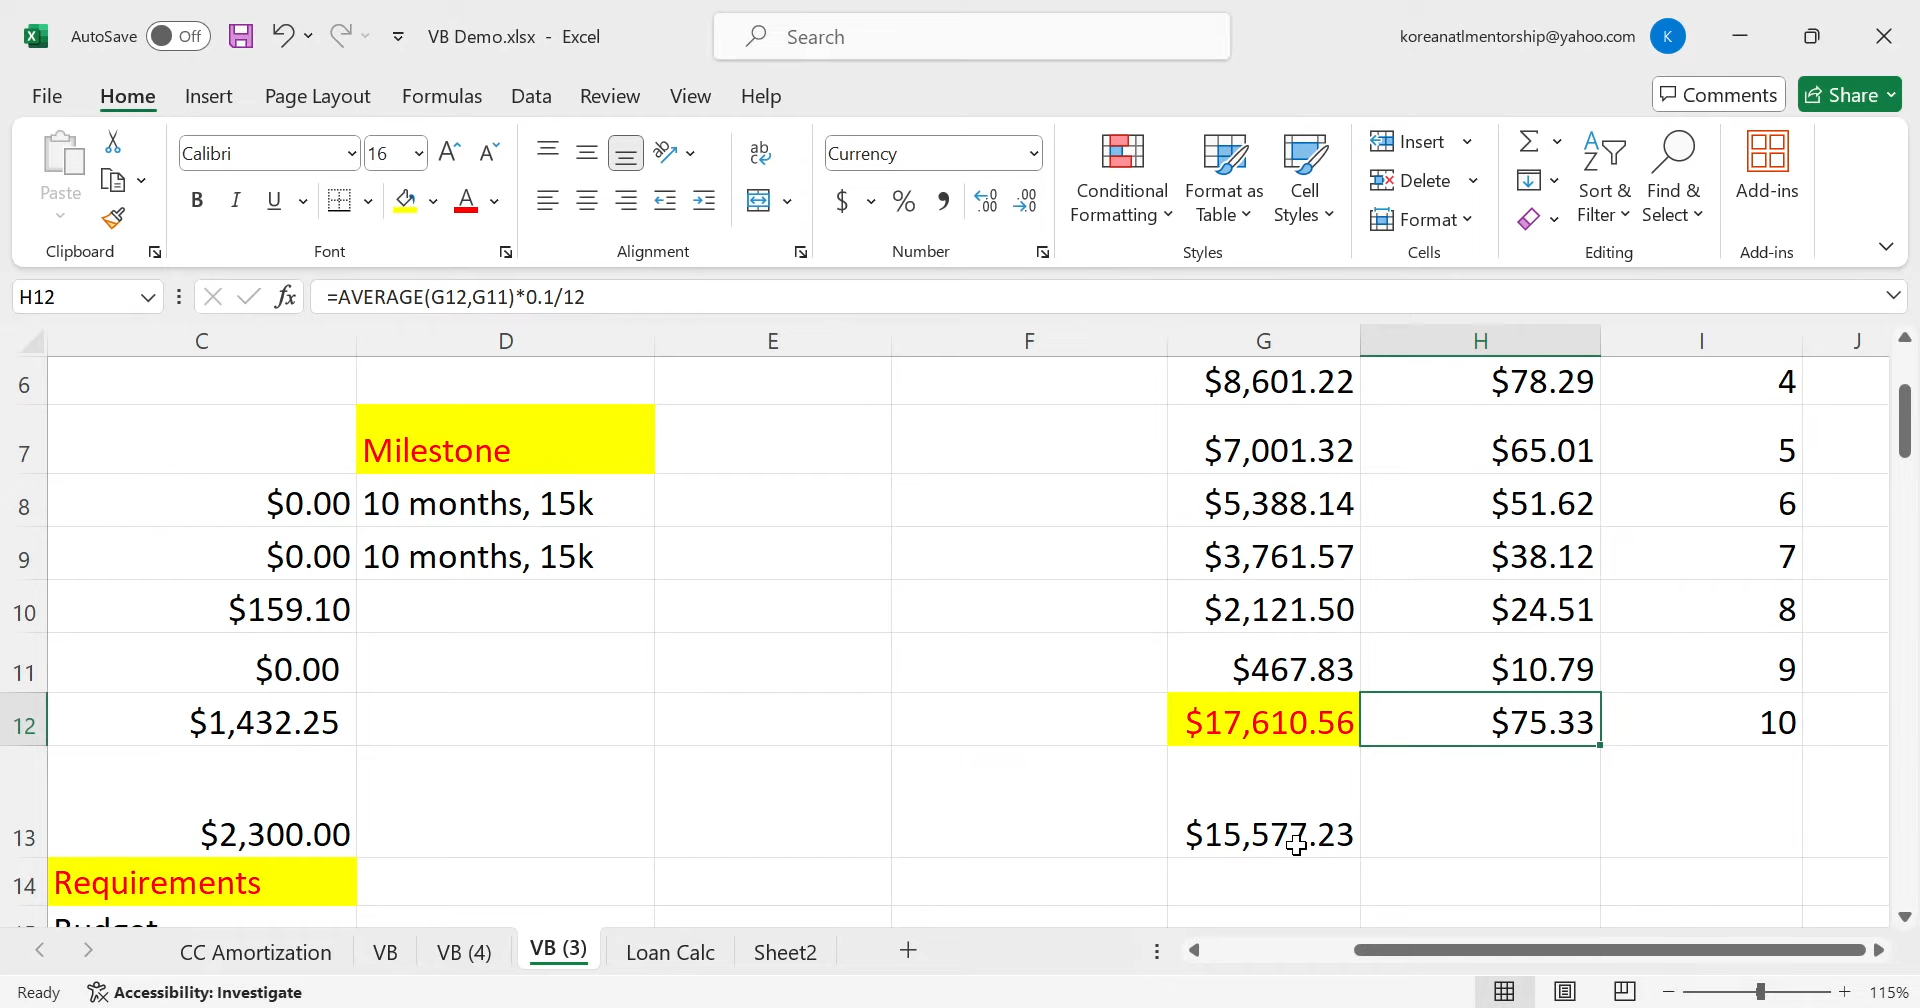 AutoSave Off VB Demo.xlsx - Excel Search koreanatlmentorship@yahoo.com K
File Home Insert Page Layout Formulas Data Review View Help Comments Share
Paste Calibri 16 Currency Conditional Formatting Format as Table Cell Styles Insert Delete Format Sort & Filter Find & Select Add-ins
Clipboard Font Alignment Number Styles Cells Editing Add-ins
H12 fx =AVERAGE(G12,G11)*0.1/12
C D E F G H I J
6 $8,601.22 $78.29 4
7 Milestone $7,001.32 $65.01 5
8 $0.00 10 months, 15k $5,388.14 $51.62 6
9 $0.00 10 months, 15k $3,761.57 $38.12 7
10 $159.10 $2,121.50 $24.51 8
11 $0.00 $467.83 $10.79 9
12 $1,432.25 $17,610.56 $75.33 10
13 $2,300.00 $15,577.23
14 Requirements
Budget
CC Amortization VB VB (4) VB (3) Loan Calc Sheet2
Ready Accessibility: Investigate 115%